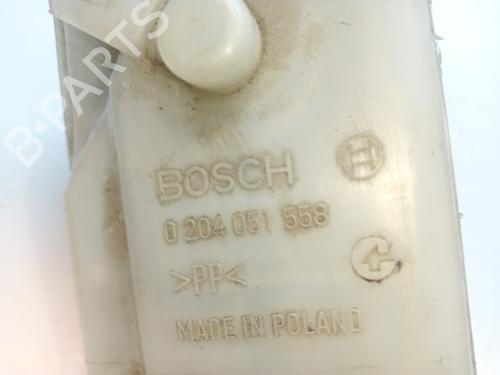 B-PARTS
BOSCH
0 204 051 558
>PP<
MADE IN POLAND